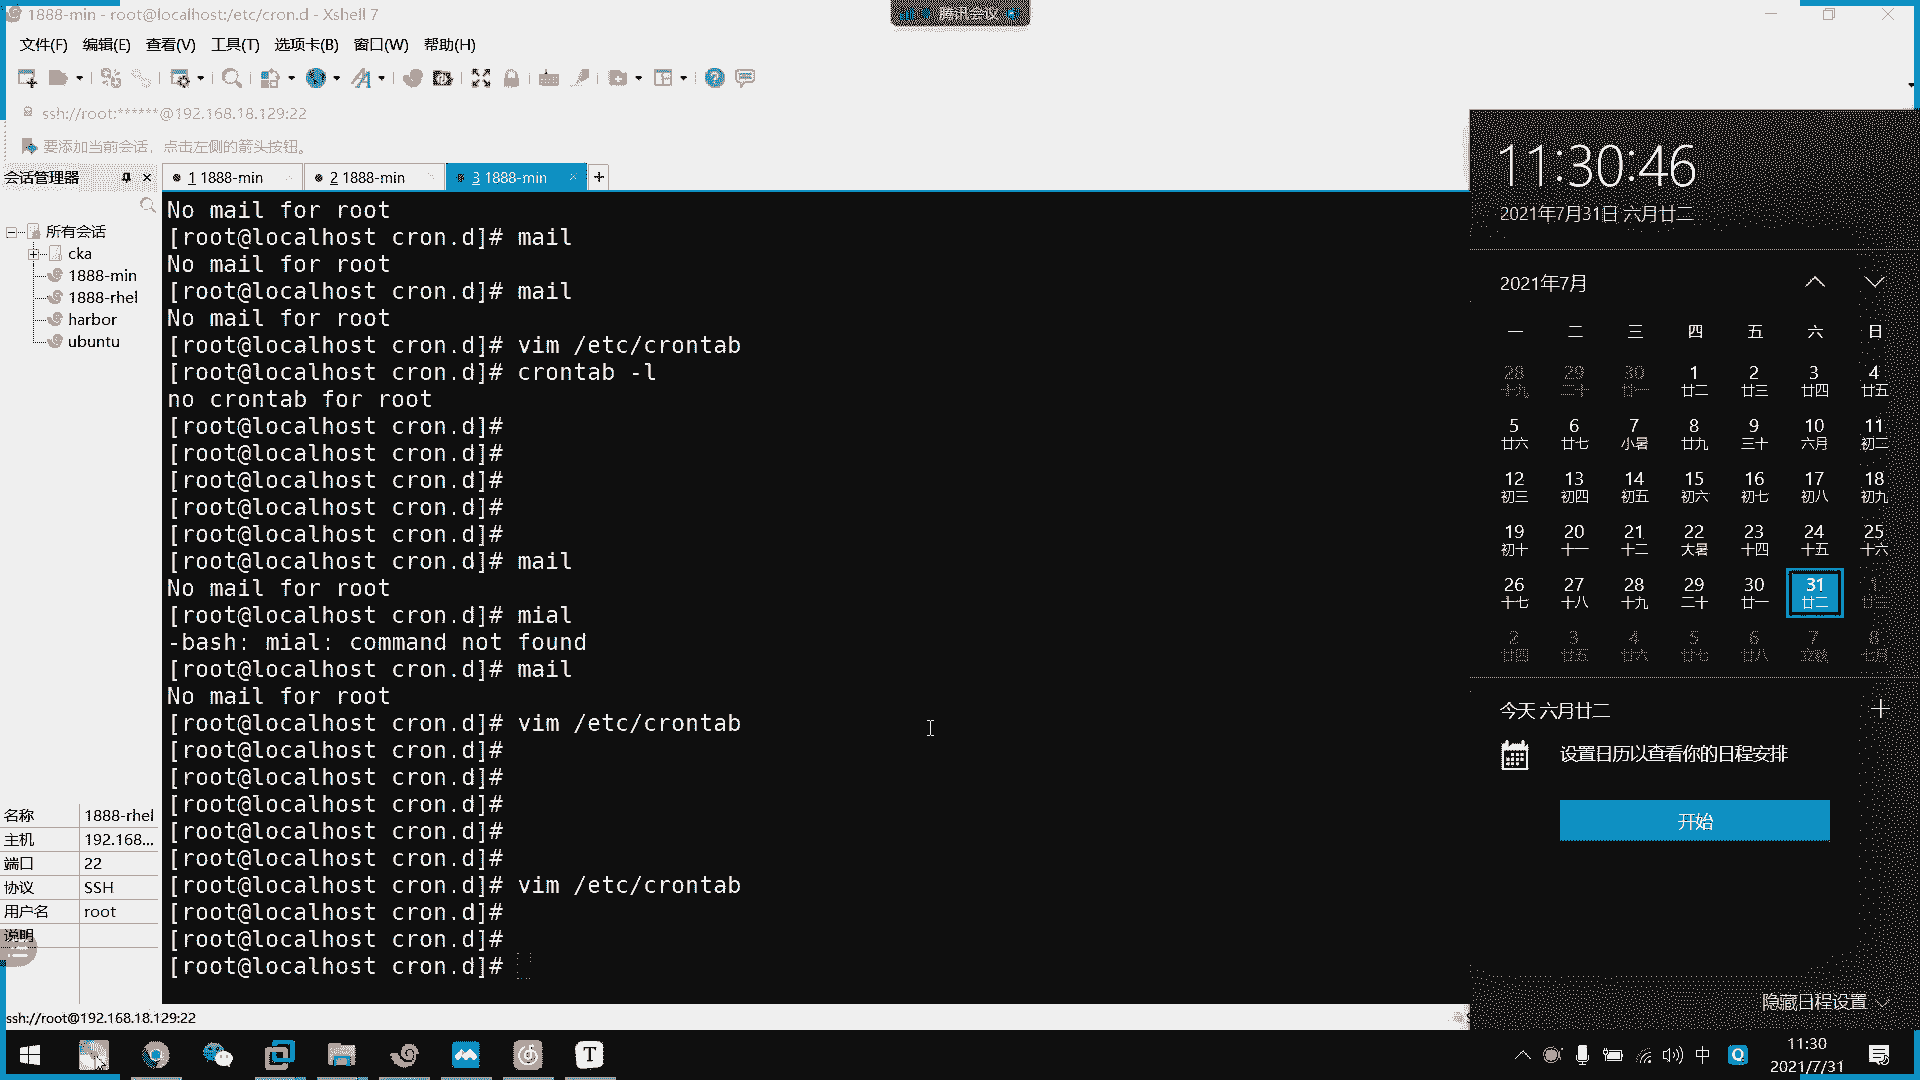 1888-min - root@localhost:/etc/cron.d - Xshell 7
腾讯会议
文件(F) 编辑(E) 查看(V) 工具(T) 选项卡(B) 窗口(W) 帮助(H)
ssh://root:******@192.168.18.129:22
要添加当前会话，点击左侧的箭头按钮。
会话管理器
1 1888-min
2 1888-min
3 1888-min
所有会话
cka
1888-min
1888-rhel
harbor
ubuntu
名称 1888-rhel
主机 192.168...
端口 22
协议 SSH
用户名 root
说明
No mail for root
[root@localhost cron.d]# mail
No mail for root
[root@localhost cron.d]# mail
No mail for root
[root@localhost cron.d]# vim /etc/crontab
[root@localhost cron.d]# crontab -l
no crontab for root
[root@localhost cron.d]#
[root@localhost cron.d]#
[root@localhost cron.d]#
[root@localhost cron.d]#
[root@localhost cron.d]#
[root@localhost cron.d]# mail
No mail for root
[root@localhost cron.d]# mial
-bash: mial: command not found
[root@localhost cron.d]# mail
No mail for root
[root@localhost cron.d]# vim /etc/crontab
[root@localhost cron.d]#
[root@localhost cron.d]#
[root@localhost cron.d]#
[root@localhost cron.d]#
[root@localhost cron.d]#
[root@localhost cron.d]# vim /etc/crontab
[root@localhost cron.d]#
[root@localhost cron.d]#
[root@localhost cron.d]#
ssh://root@192.168.18.129:22
11:30:46
2021年7月31日 六月廿二
2021年7月
一 二 三 四 五 六 日
28 29 30 1 2 3 4
十九 二十 廿一 廿二 廿三 廿四 廿五
5 6 7 8 9 10 11
廿六 廿七 小暑 廿九 三十 六月 初二
12 13 14 15 16 17 18
初三 初四 初五 初六 初七 初八 初九
19 20 21 22 23 24 25
初十 十一 十二 大暑 十四 十五 十六
26 27 28 29 30 31 1
十七 十八 十九 二十 廿一 廿二 廿三
2 3 4 5 6 7 8
廿四 廿五 廿六 廿七 廿八 立秋 七月
今天 六月廿二
设置日历以查看你的日程安排
开始
隐藏日程设置
T
中
Q
11:30
2021/7/31